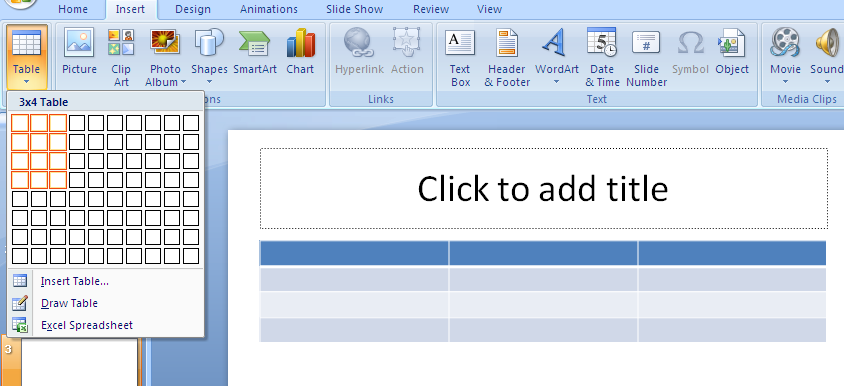 Home Insert Design Animations Slide Show Review View
Table
Picture
Clip
Art
Photo
Album
Shapes
SmartArt
Chart
Hyperlink
Action
Text
Box
Header
& Footer
WordArt
Date
& Time
Slide
Number
Symbol
Object
Movie
Sound
Links
Text
Media Clips
3x4 Table
Insert Table...
Draw Table
Excel Spreadsheet
3
Click to add title